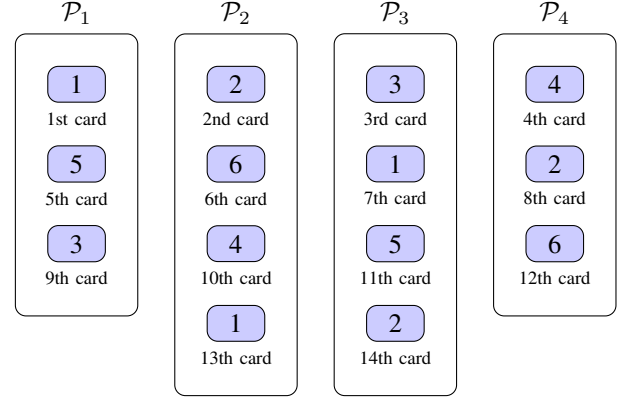 𝒫₁ 𝒫₂ 𝒫₃ 𝒫₄
1 2 3 4
1st card 2nd card 3rd card 4th card
5 6 1 2
5th card 6th card 7th card 8th card
3 4 5 6
9th card 10th card 11th card 12th card
1 2
13th card 14th card